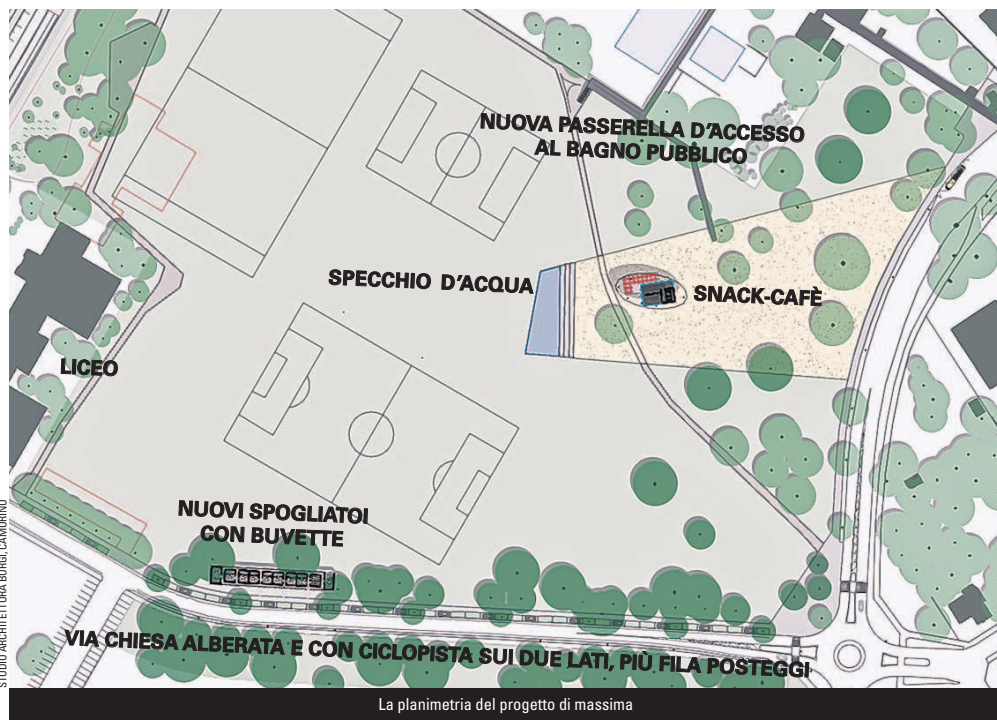 NUOVA PASSERELLA D'ACCESSO
AL BAGNO PUBBLICO
SPECCHIO D'ACQUA
SNACK-CAFÈ
LICEO
NUOVI SPOGLIATOI
CON BUVETTE
VIA CHIESA ALBERATA E CON CICLOPISTA SUI DUE LATI, PIÙ FILA POSTEGGI
STUDIO ARCHITETTURA BÜRGI, CAMORINO
La planimetria del progetto di massima